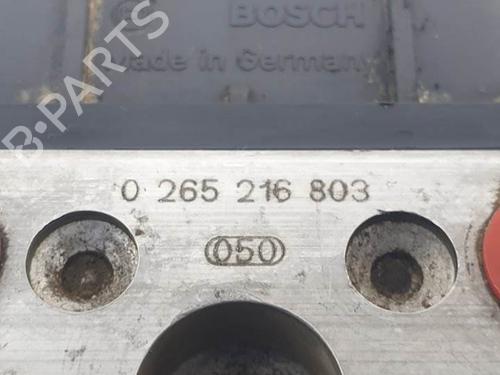 BOSCH
Made in Germany
B-PARTS
0 265 216 803
050